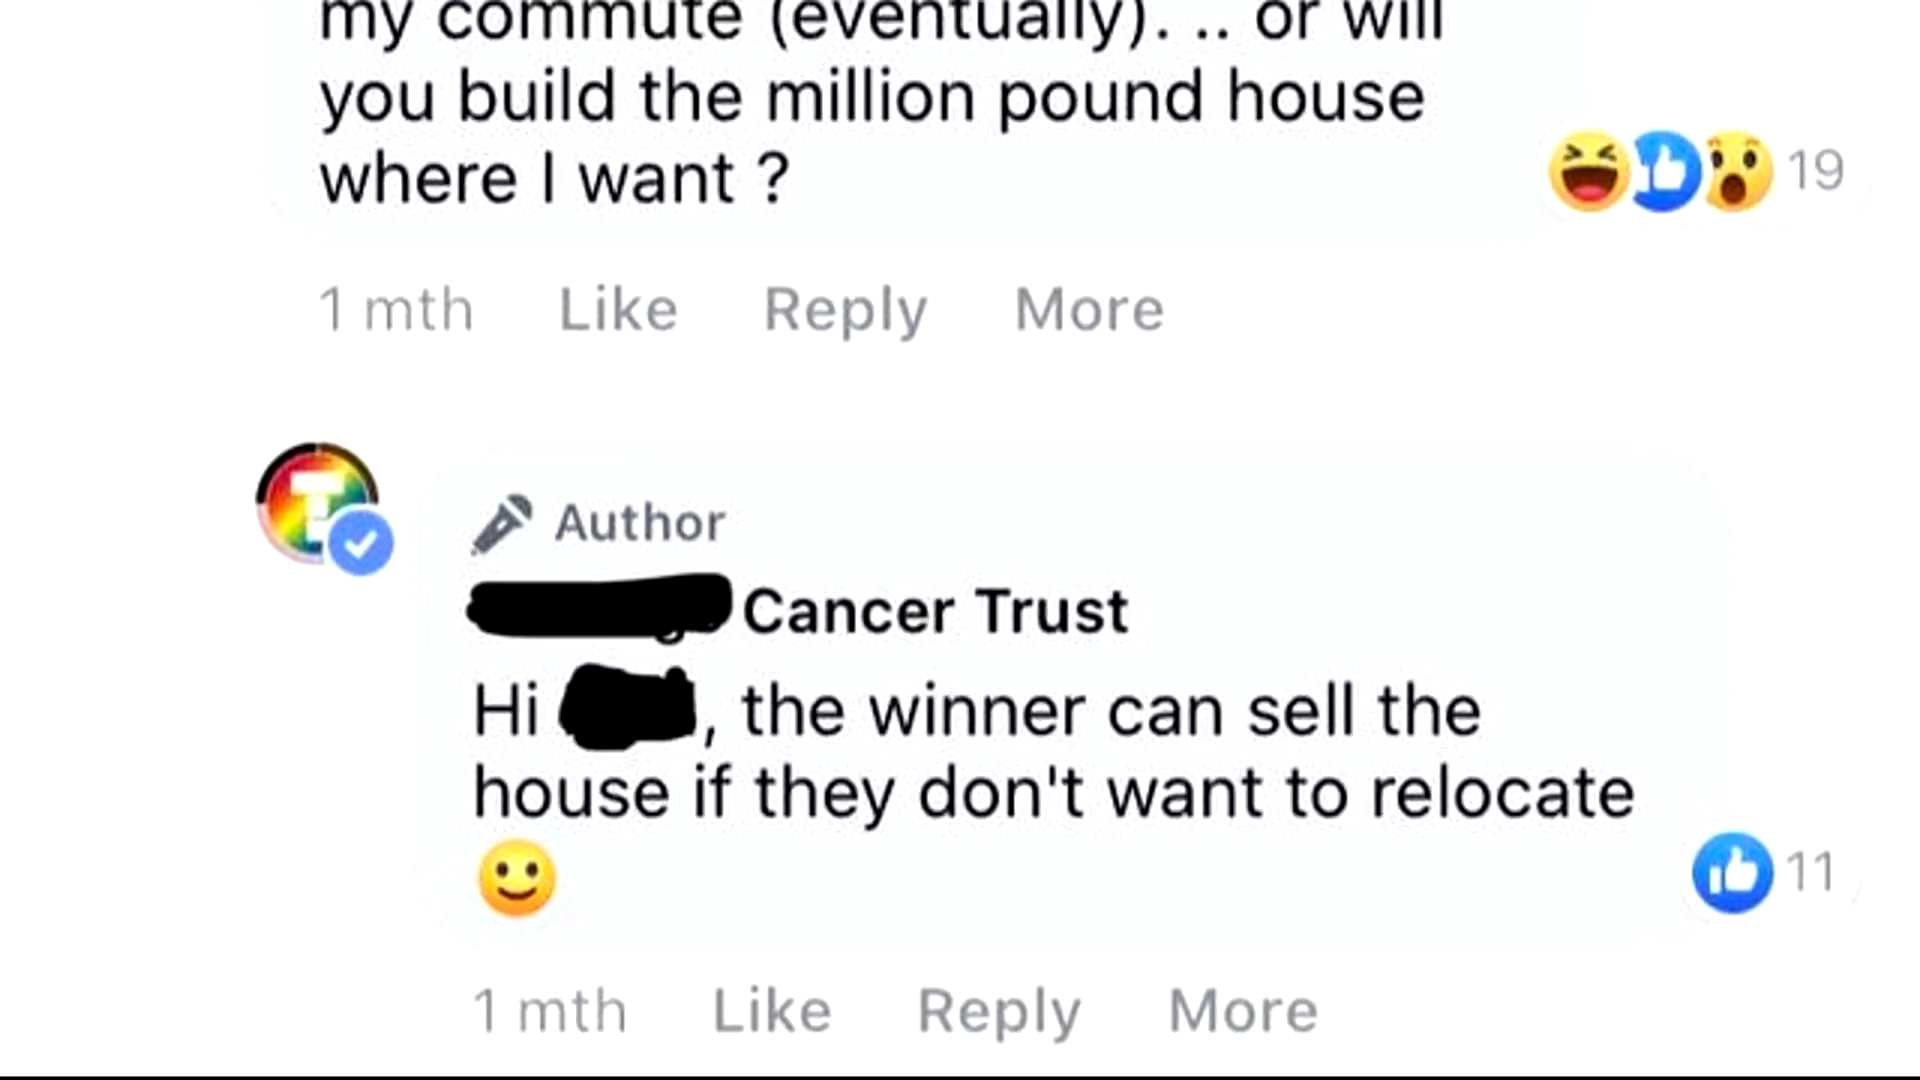 my commute (eventually). .. or will
you build the million pound house
where I want ?
19
1 mth Like Reply More
Author
Cancer Trust
Hi , the winner can sell the
house if they don't want to relocate
11
1 mth Like Reply More